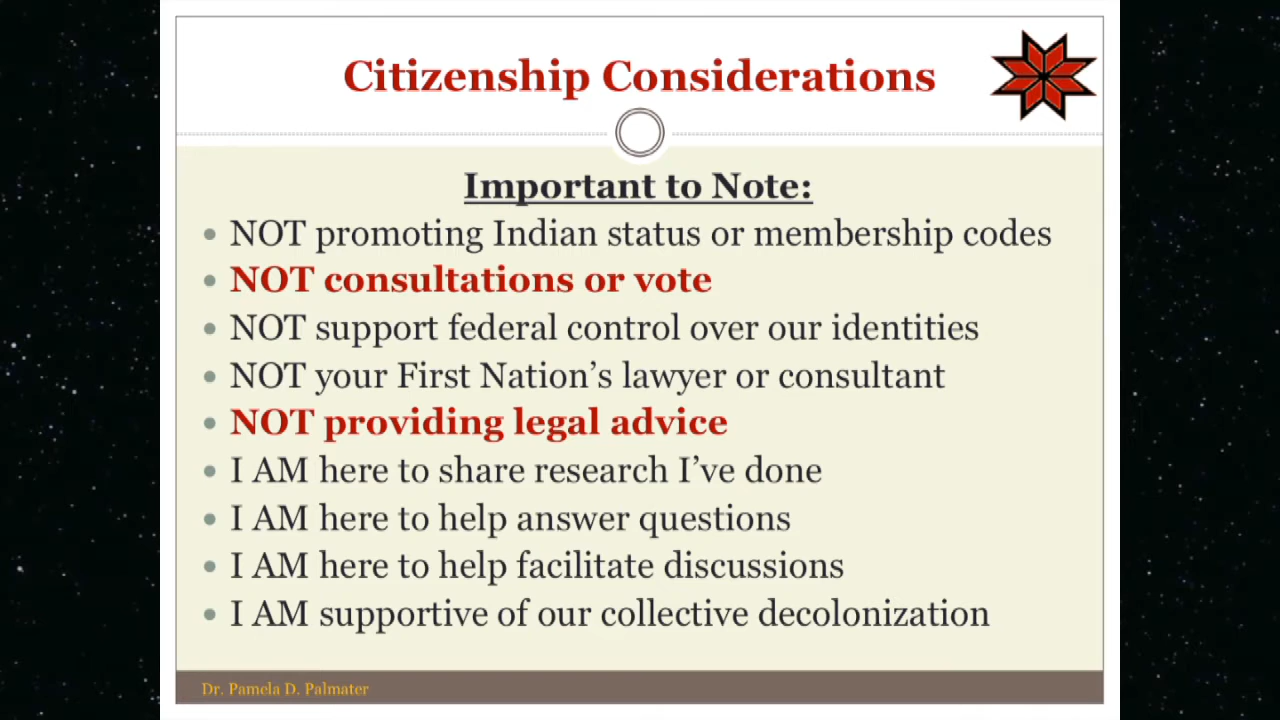 Citizenship Considerations
Important to Note:
NOT promoting Indian status or membership codes
NOT consultations or vote
NOT support federal control over our identities
NOT your First Nation’s lawyer or consultant
NOT providing legal advice
I AM here to share research I’ve done
I AM here to help answer questions
I AM here to help facilitate discussions
I AM supportive of our collective decolonization
Dr. Pamela D. Palmater